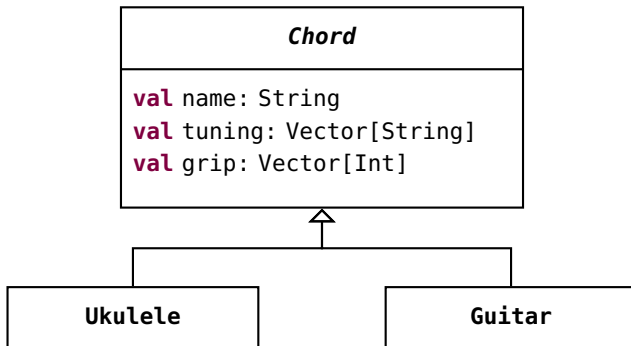 Chord
val name: String
val tuning: Vector[String]
val grip: Vector[Int]
Ukulele
Guitar